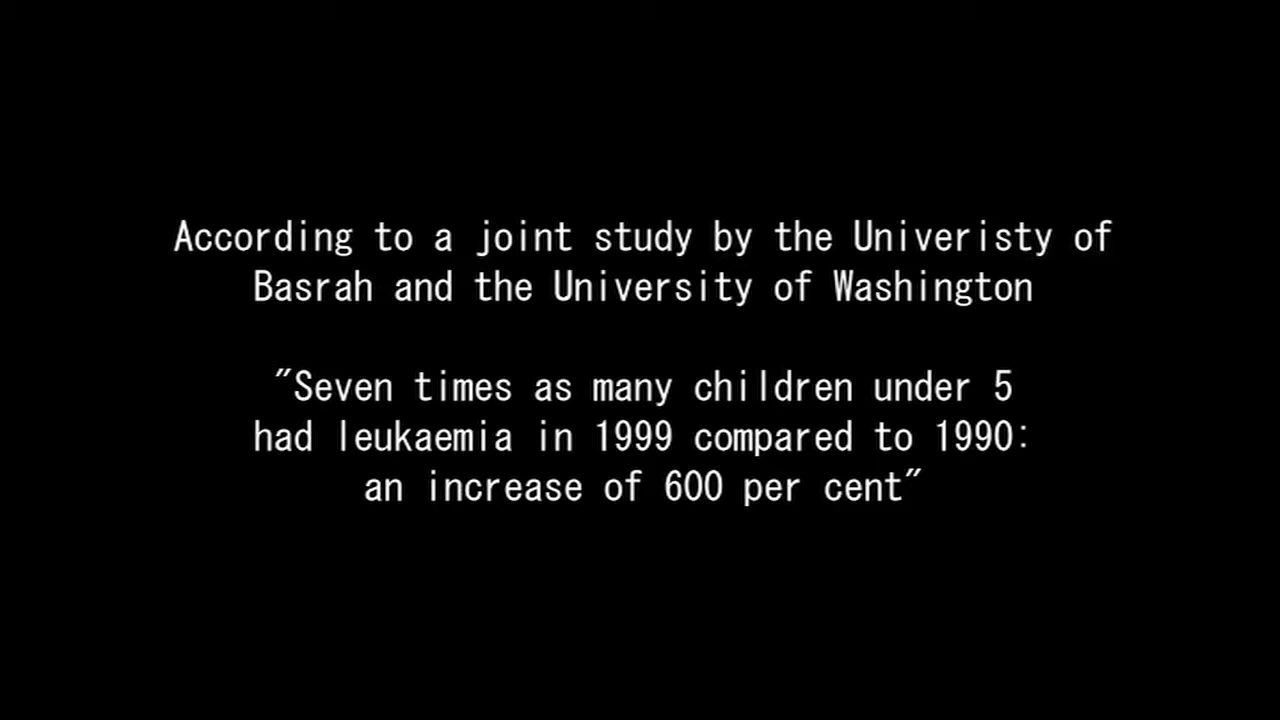 According to a joint study by the Univeristy of
Basrah and the University of Washington
"Seven times as many children under 5
had leukaemia in 1999 compared to 1990:
an increase of 600 per cent"